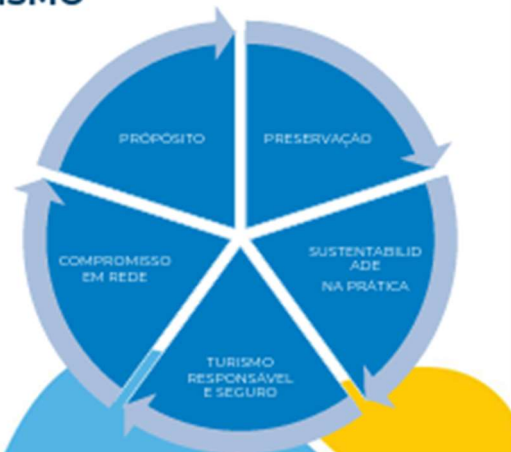 PROPÓSITO
PRESERVAÇÃO
COMPROMISSO
EM REDE
SUSTENTABILID
ADE
NA PRÁTICA
TURISMO
RESPONSÁVEL
E SEGURO